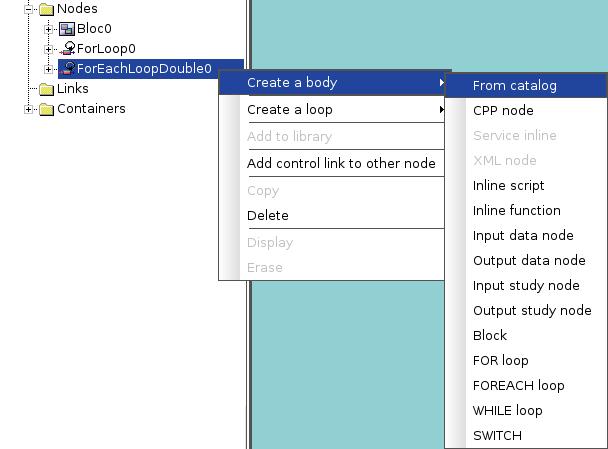 Nodes
Bloc0
ForLoop0
ForEachLoopDouble0
Links
Containers
Create a body
Create a loop
Add to library
Add control link to other node
Copy
Delete
Display
Erase
From catalog
CPP node
Service inline
XML node
Inline script
Inline function
Input data node
Output data node
Input study node
Output study node
Block
FOR loop
FOREACH loop
WHILE loop
SWITCH